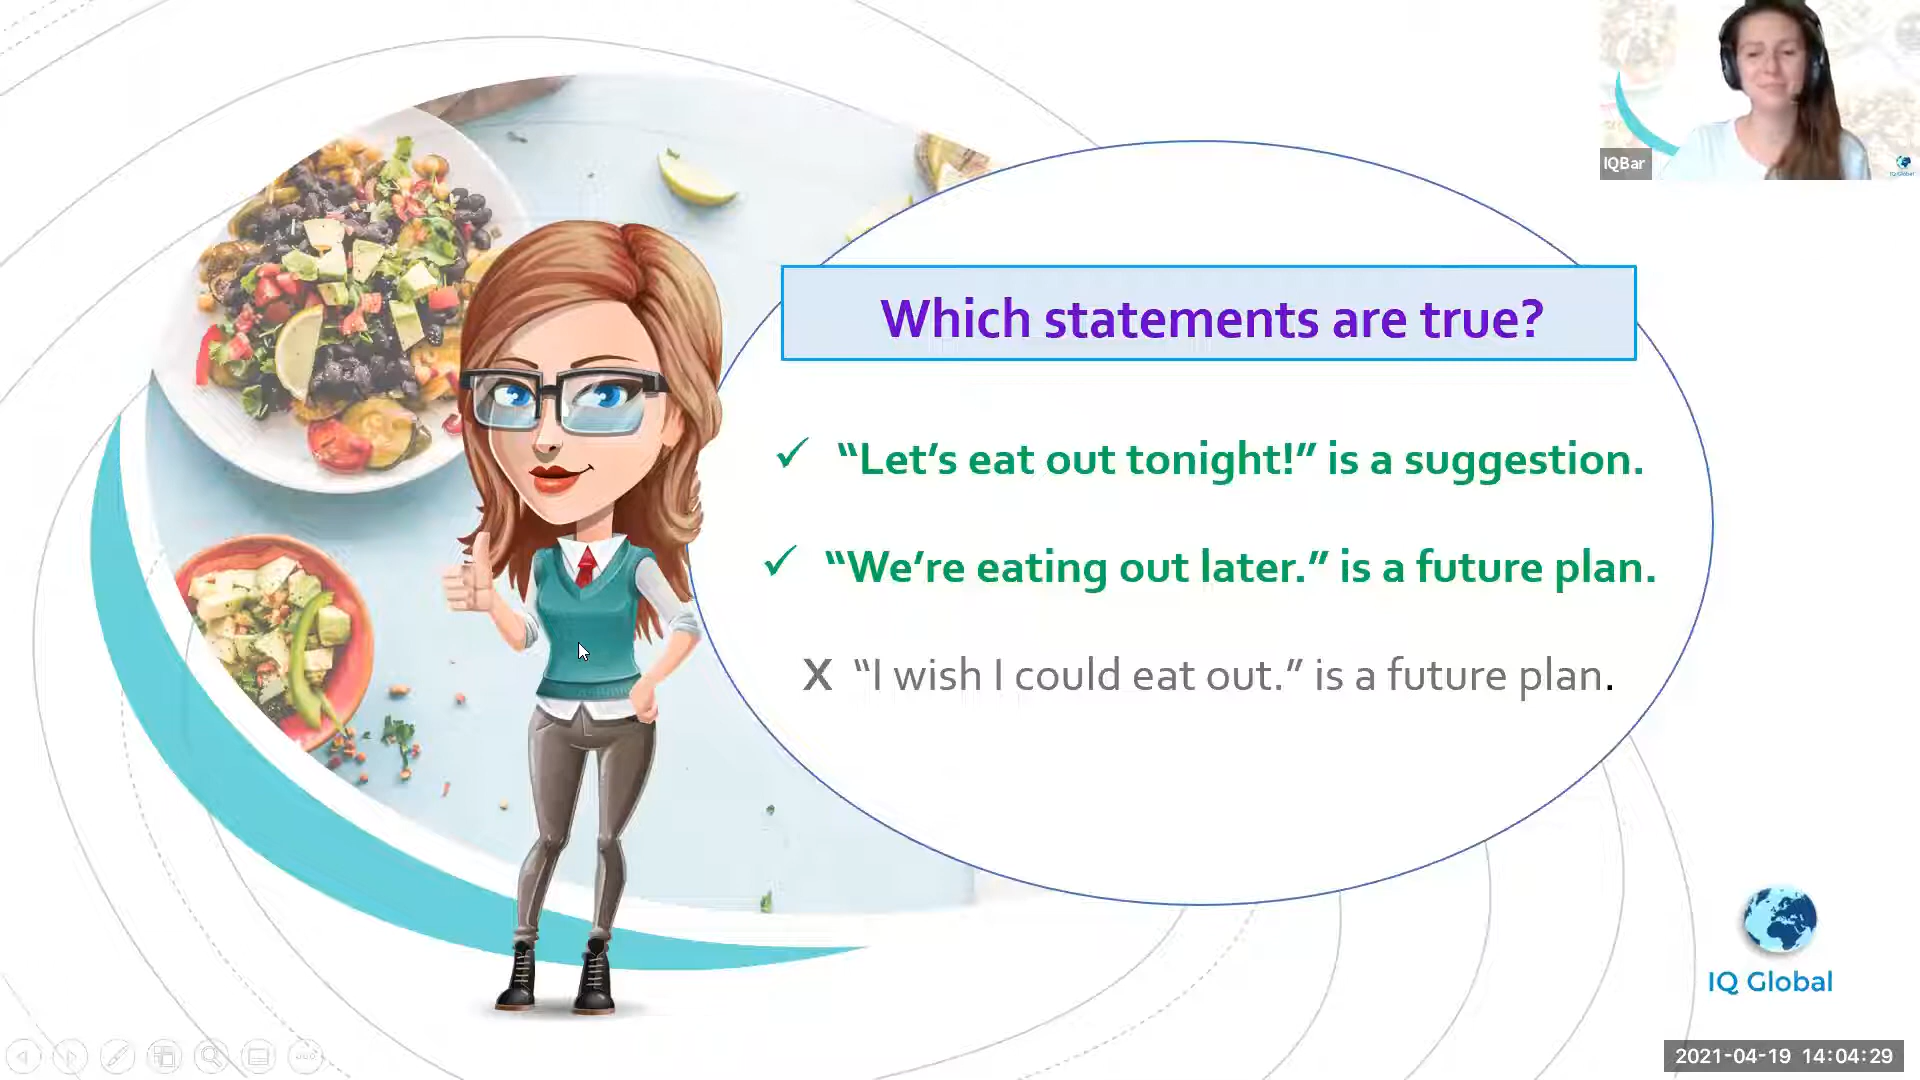 IQBar
Which statements are true?
✓ “Let’s eat out tonight!” is a suggestion.
✓ “We’re eating out later.” is a future plan.
X “I wish I could eat out.” is a future plan.
IQ Global
2021-04-19 14:04:29